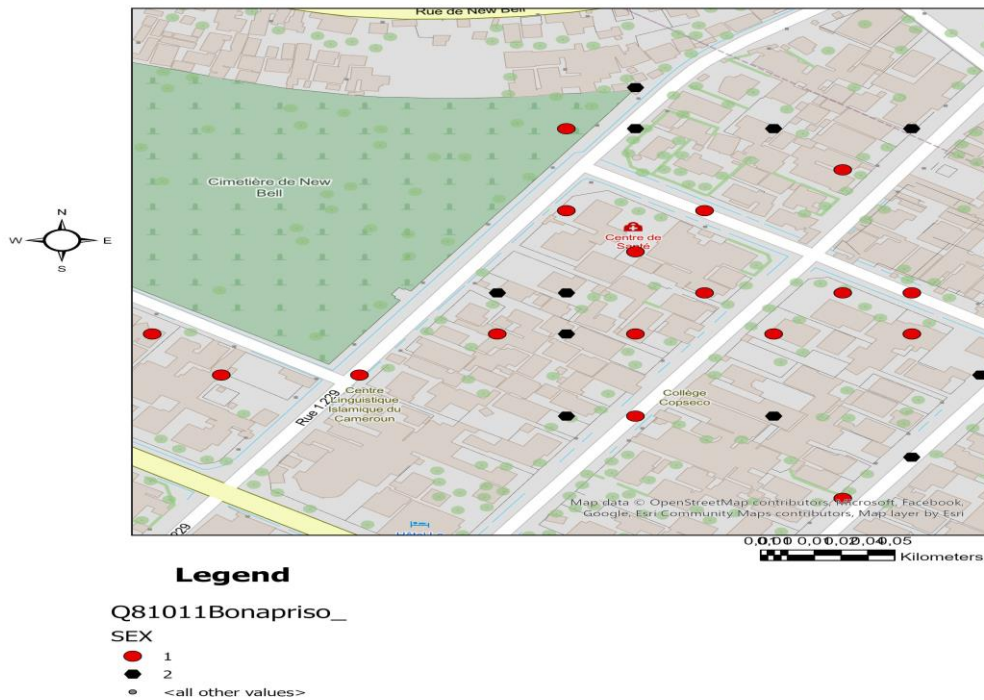 Rue de New Bell
Cimetière de New
Bell
N
W
E
S
Centre de
Santé
Centre
Linguistique
Islamique du
Cameroun
Rue 1.229
Collège
Copseco
229
Map data © OpenStreetMap contributors, Microsoft, Facebook,
Google, Esri Community Maps contributors, Map layer by Esri
Kilometers
Legend
Q81011Bonapriso_
SEX
1
2
<all other values>